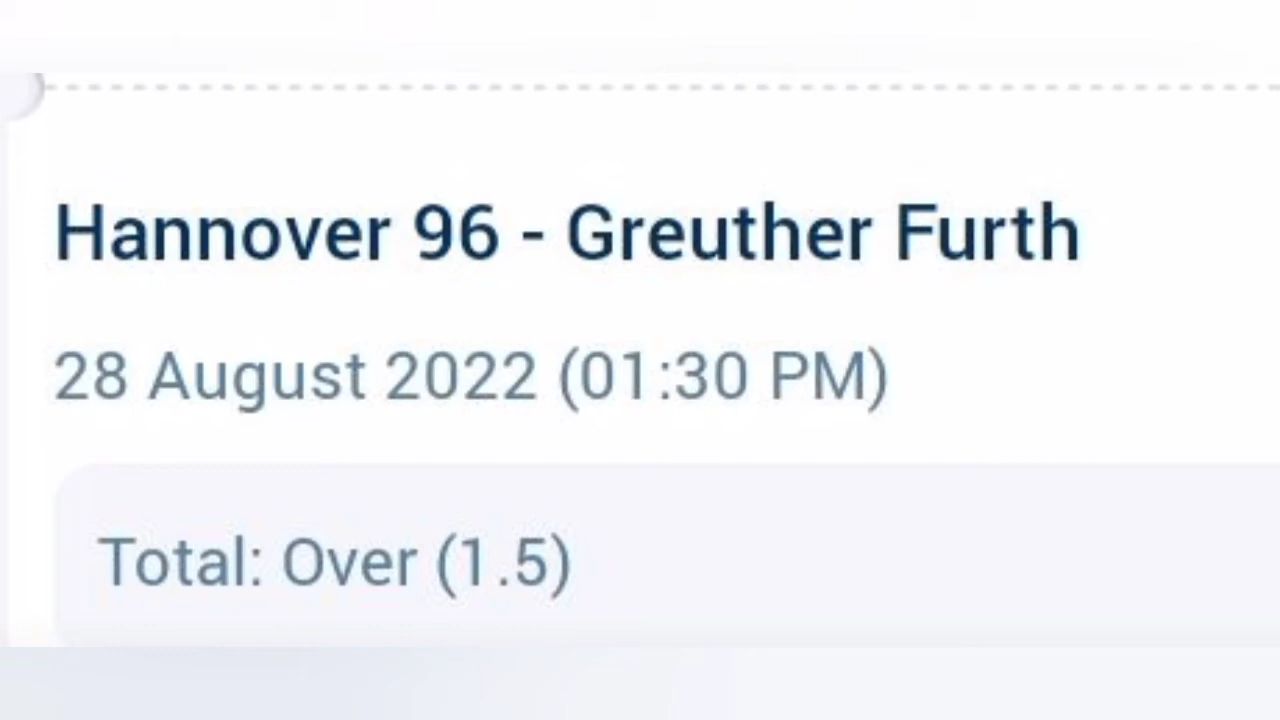 Hannover 96 - Greuther Furth
28 August 2022 (01:30 PM)
Total: Over (1.5)